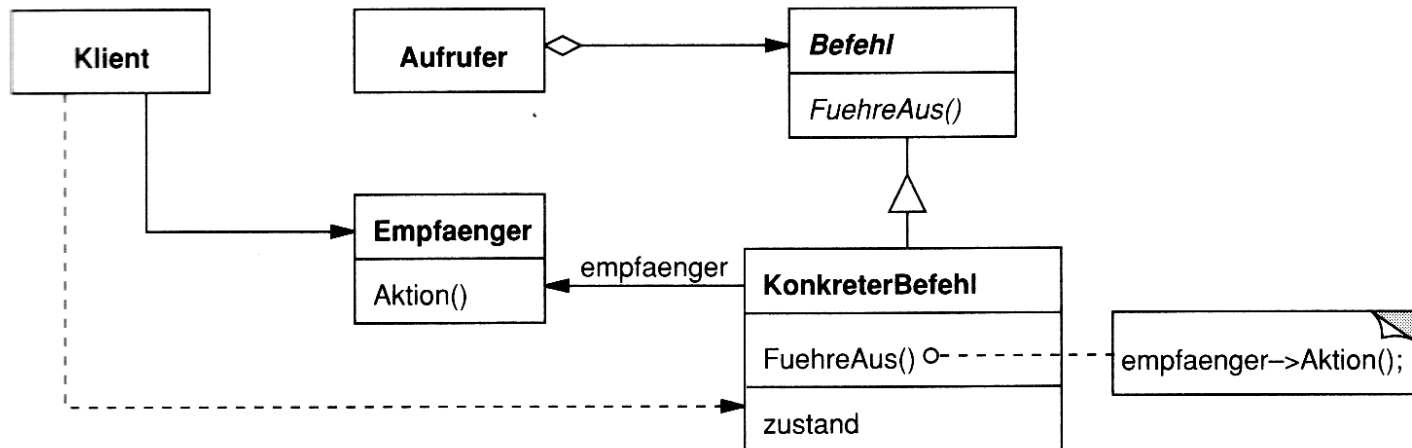 Klient
Aufrufer
Befehl
FuehreAus()
Empfaenger
Aktion()
empfaenger
KonkreterBefehl
FuehreAus()
empfaenger–>Aktion();
zustand